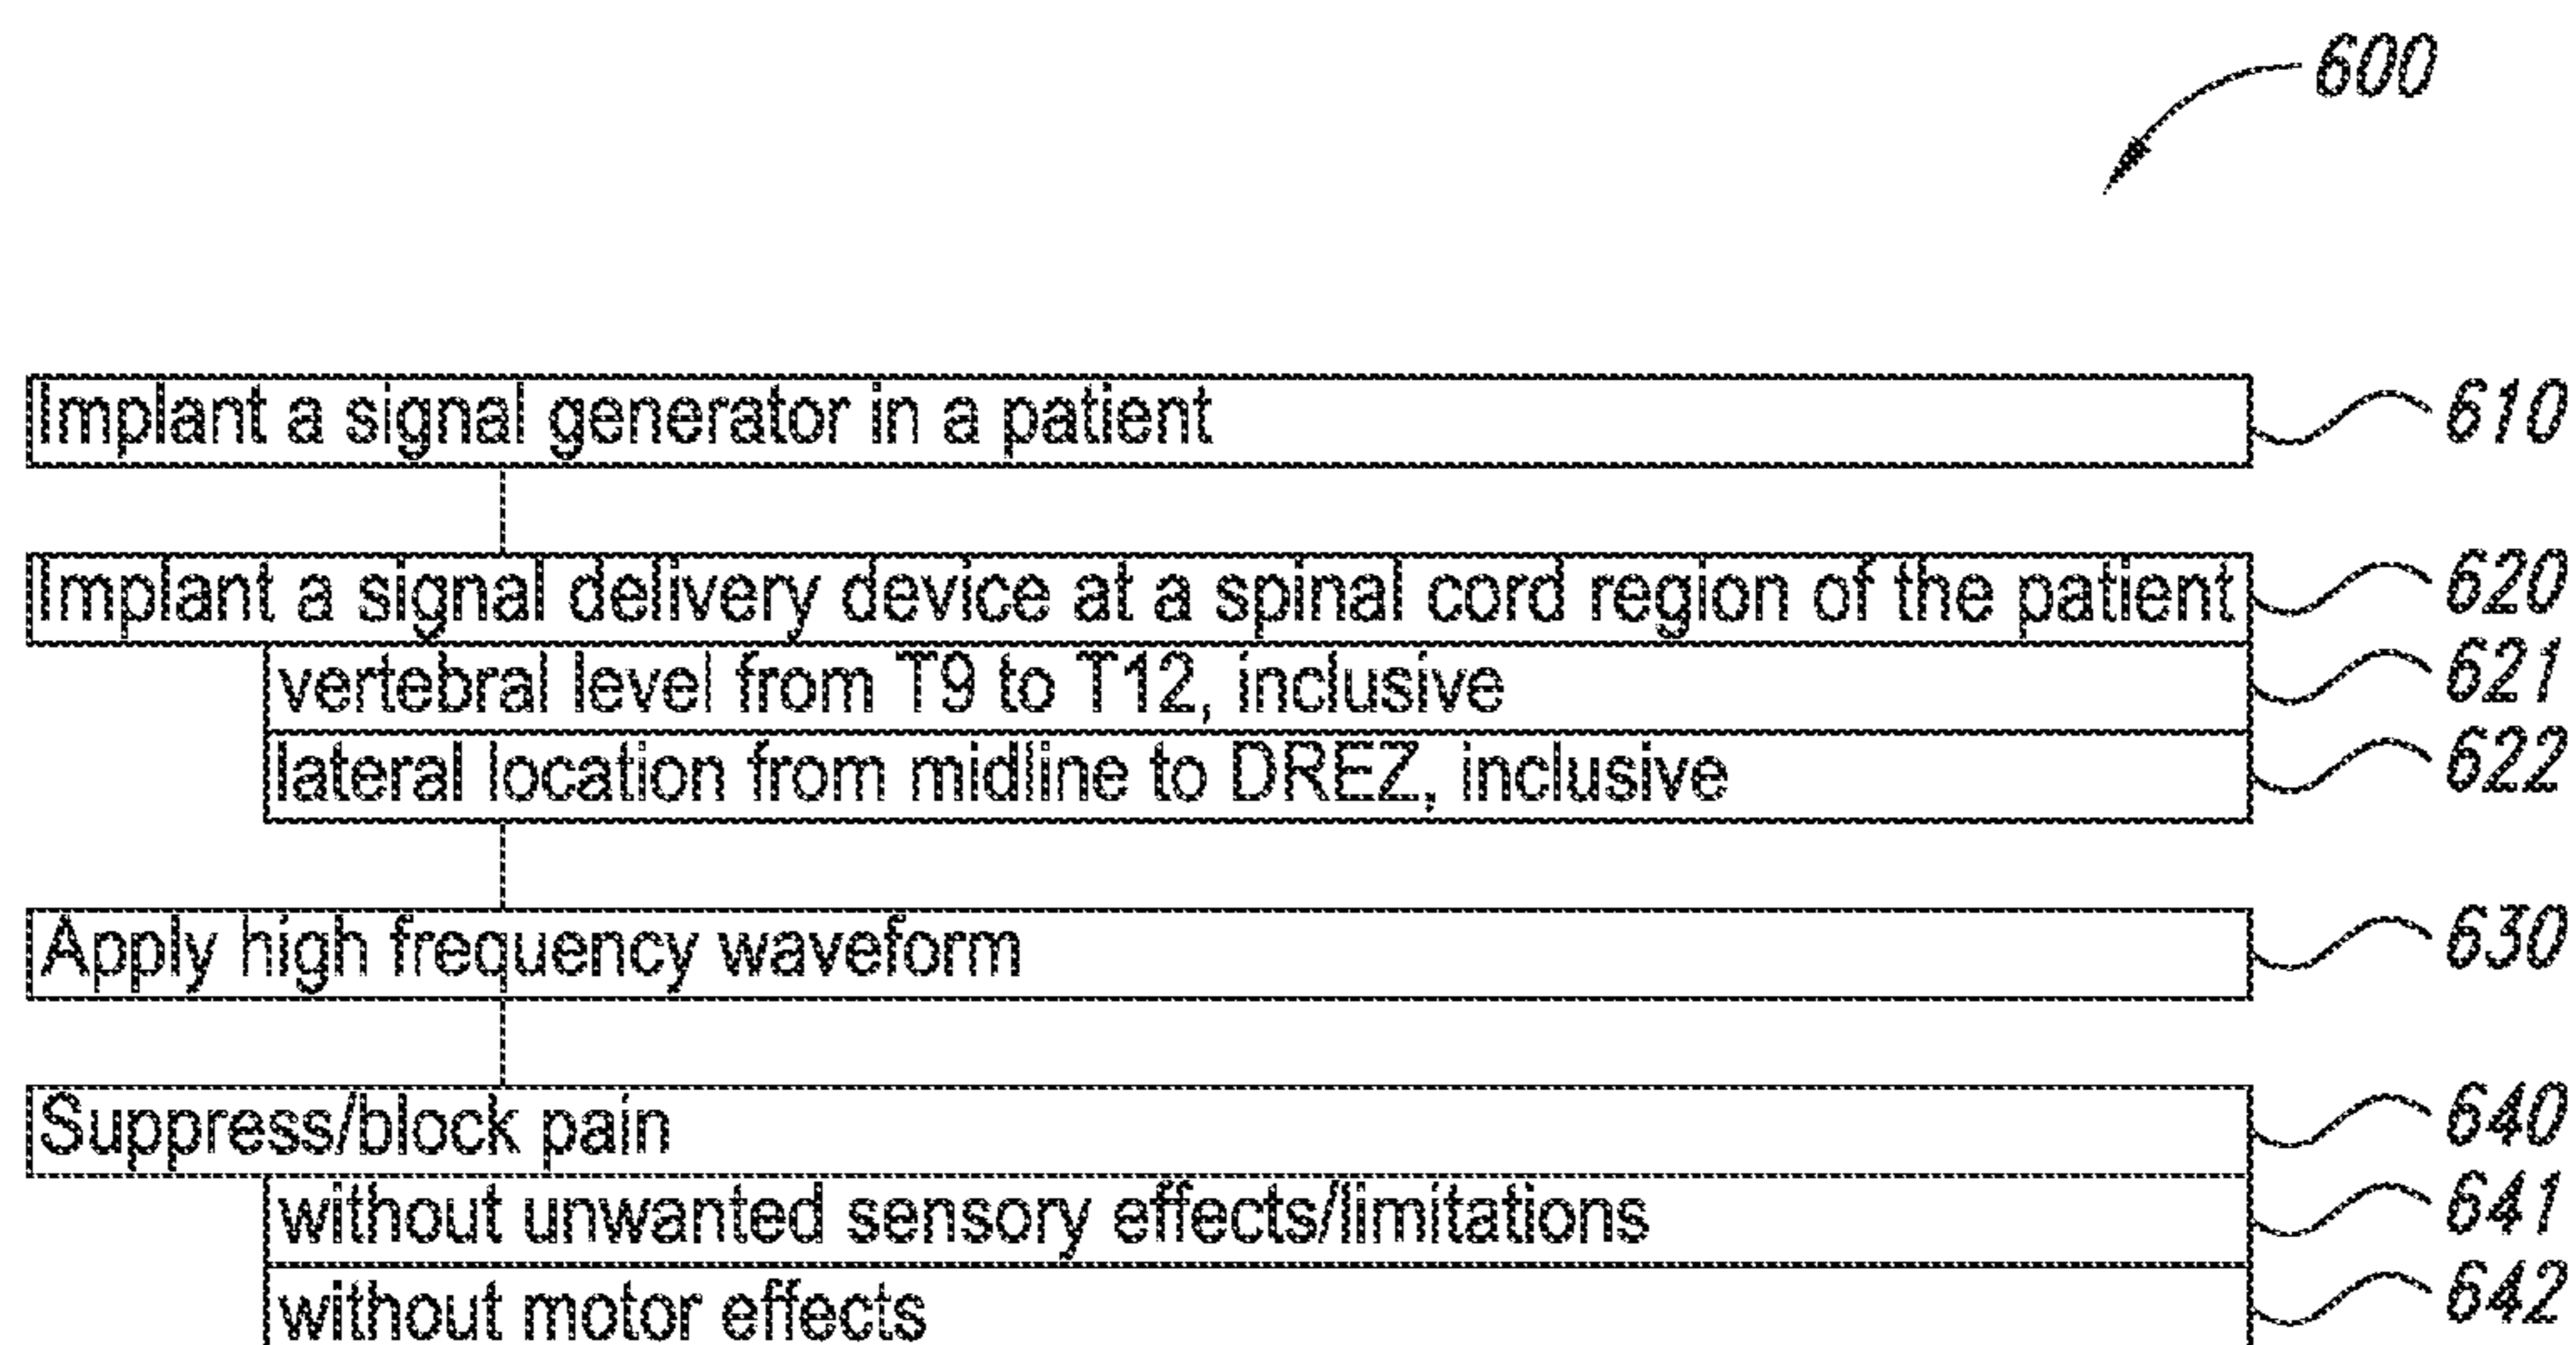 600
Implant a signal generator in a patient 610
Implant a signal delivery device at a spinal cord region of the patient 620
vertebral level from T9 to T12, inclusive 621
lateral location from midline to DREZ, inclusive 622
Apply high frequency waveform 630
Suppress/block pain 640
without unwanted sensory effects/limitations 641
without motor effects 642